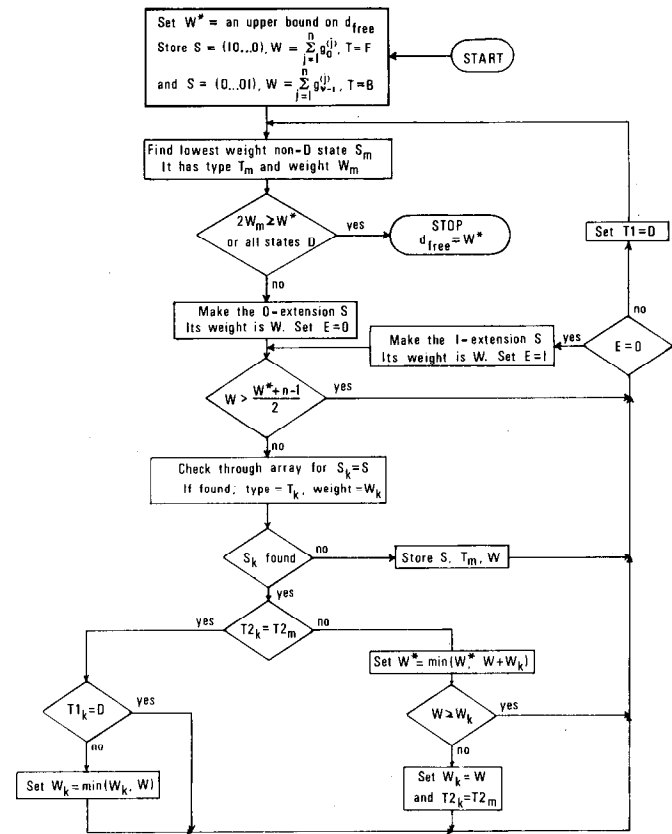 Set W* = an upper bound on d_free
Store S = (10...0), W = \sum_{j=1}^{n} g_0^{(j)}, T = F
and S = (0...01), W = \sum_{j=1}^{n} g_{ν-1}^{(j)}, T = B
START
Find lowest weight non-D state S_m
It has type T_m and weight W_m
2W_m ≥ W*
or all states D
yes
STOP
d_free = W*
Set T1 = D
no
no
Make the 0-extension S
Its weight is W. Set E = 0
Make the 1-extension S
Its weight is W. Set E = 1
yes
E = 0
W > \frac{W* + n - 1}{2}
yes
no
Check through array for S_k = S
If found; type = T_k, weight = W_k
S_k found
no
Store S, T_m, W
yes
yes
T2_k = T2_m
no
Set W* = min(W,* W + W_k)
T1_k = D
yes
W ≥ W_k
yes
no
no
Set W_k = min(W_k, W)
Set W_k = W
and T2_k = T2_m